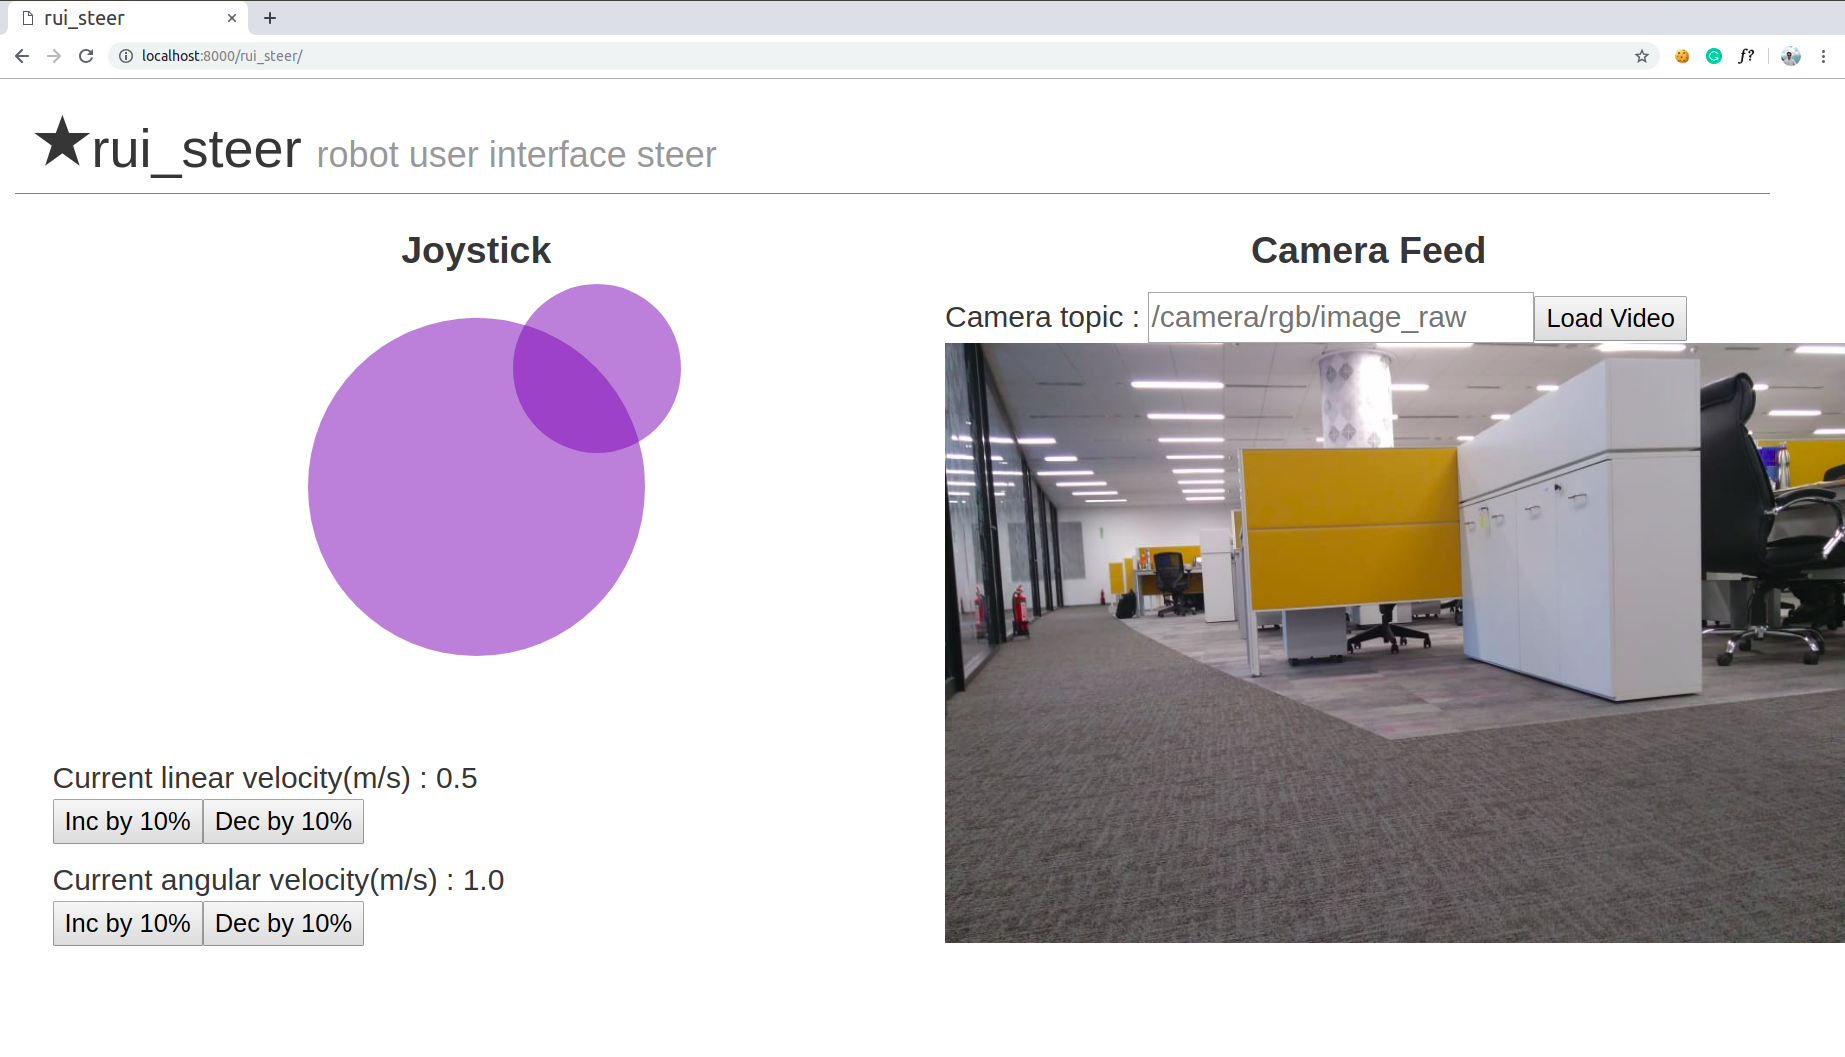 rui_steer
localhost:8000/rui_steer/
f?
★rui_steer robot user interface steer
Joystick
Camera Feed
Camera topic : /camera/rgb/image_raw Load Video
Current linear velocity(m/s) : 0.5
Inc by 10% Dec by 10%
Current angular velocity(m/s) : 1.0
Inc by 10% Dec by 10%